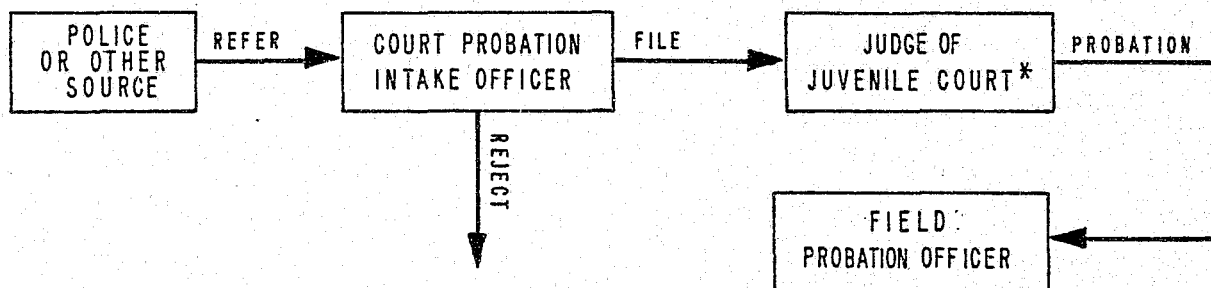 POLICE
OR OTHER
SOURCE
REFER
COURT PROBATION
INTAKE OFFICER
FILE
JUDGE OF
JUVENILE COURT*
PROBATION
REJECT
FIELD
PROBATION OFFICER